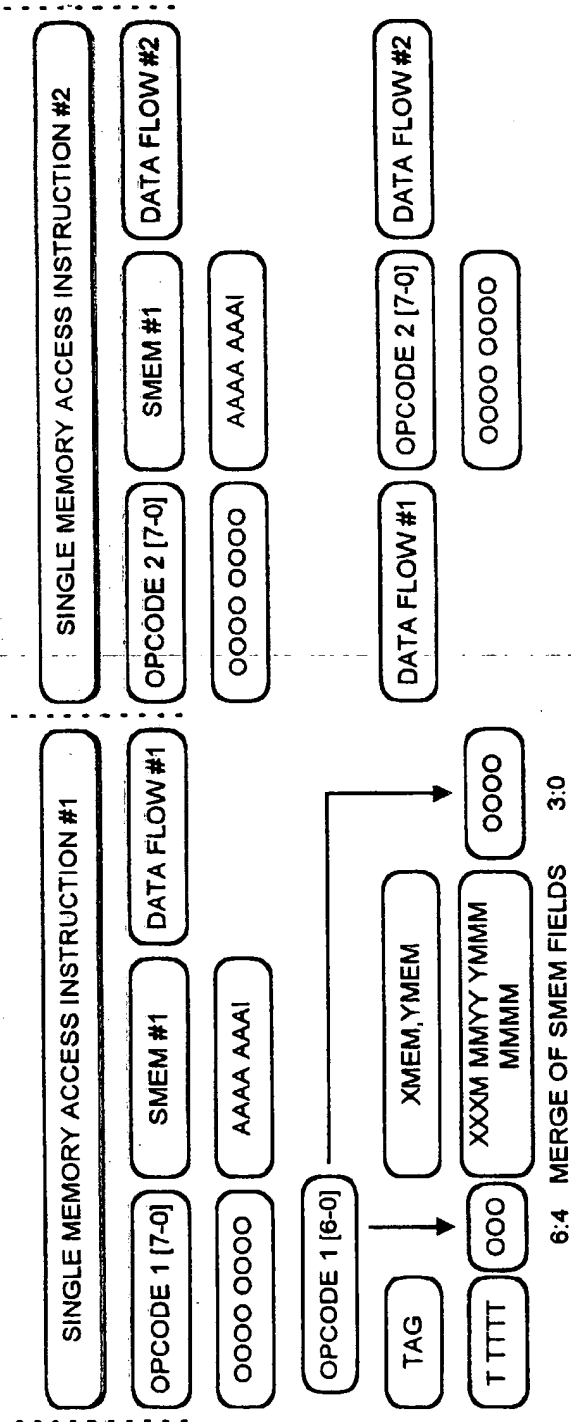 SINGLE MEMORY ACCESS INSTRUCTION #1
SINGLE MEMORY ACCESS INSTRUCTION #2
OPCODE 1 [7-0]
SMEM #1
DATA FLOW #1
OPCODE 2 [7-0]
SMEM #1
DATA FLOW #2
OOOO OOOO
AAAA AAAI
OOOO OOOO
AAAA AAAI
OPCODE 1 [6-0]
TAG
XMEM,YMEM
DATA FLOW #1
OPCODE 2 [7-0]
DATA FLOW #2
T TTTT
OOO
XXXM MMYY YMMM
MMMM
OOOO
OOOO OOOO
6:4
MERGE OF SMEM FIELDS
3:0